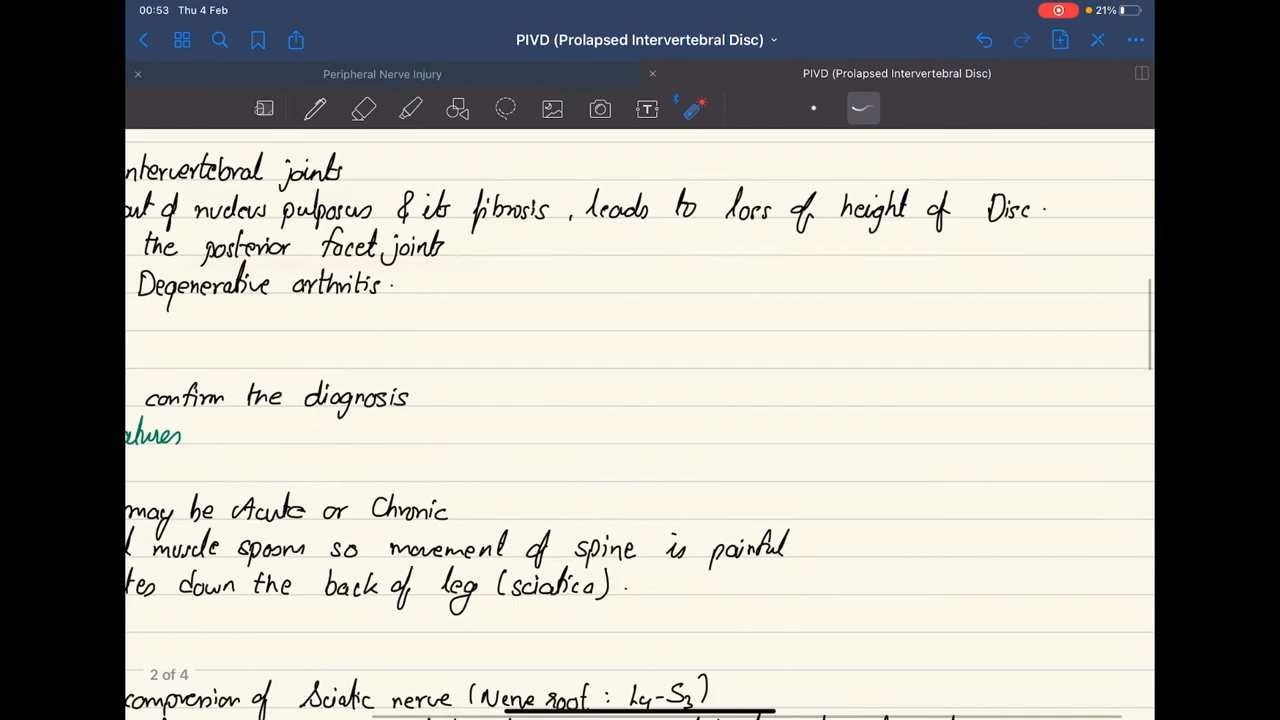 00:53 Thu 4 Feb
21%
PIVD (Prolapsed Intervertebral Disc)
Peripheral Nerve Injury
PIVD (Prolapsed Intervertebral Disc)
ntervertebral joints
out of nucleus pulposus & its fibrosis, leads to loss of height of Disc.
the posterior facet joints
Degenerative arthritis.
confirm the diagnosis
atures
may be Acute or Chronic
l muscle spasm so movement of spine is painful
tes down the back of leg (sciatica).
2 of 4
compression of Sciatic nerve (Nerve root : L4-S3)